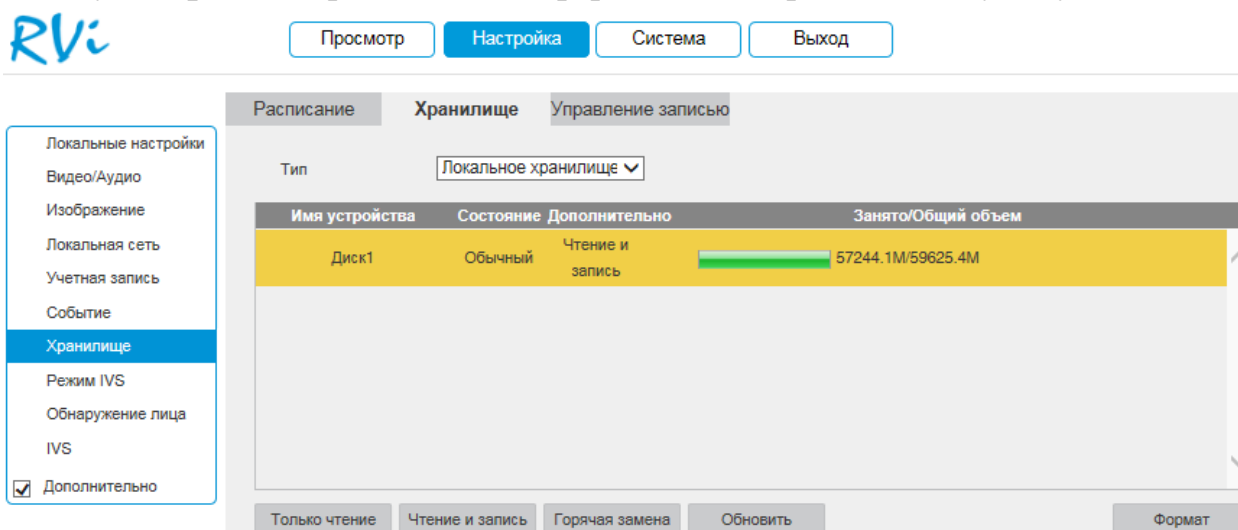 RVi
Просмотр Настройка Система Выход
Расписание Хранилище Управление записью
Локальные настройки
Видео/Аудио
Изображение
Локальная сеть
Учетная запись
Событие
Хранилище
Режим IVS
Обнаружение лица
IVS
Дополнительно
Тип Локальное хранилище
Имя устройства Состояние Дополнительно Занято/Общий объем
Диск1 Обычный Чтение и запись 57244.1M/59625.4M
Только чтение Чтение и запись Горячая замена Обновить Формат